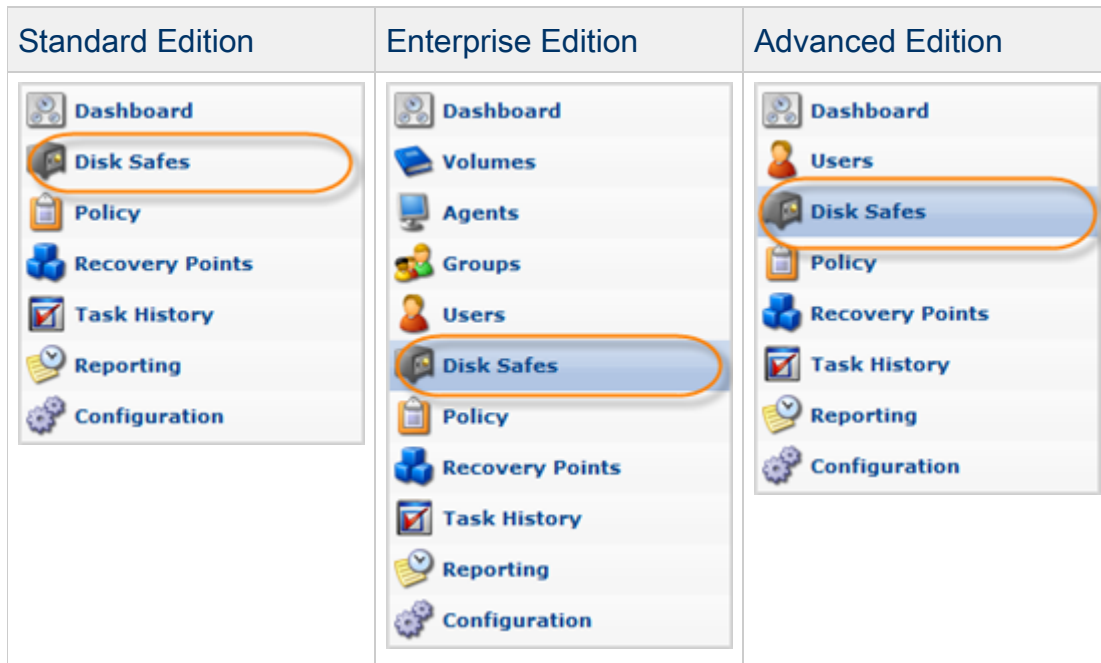 Standard Edition
Dashboard
Disk Safes
Policy
Recovery Points
Task History
Reporting
Configuration
Enterprise Edition
Dashboard
Volumes
Agents
Groups
Users
Disk Safes
Policy
Recovery Points
Task History
Reporting
Configuration
Advanced Edition
Dashboard
Users
Disk Safes
Policy
Recovery Points
Task History
Reporting
Configuration